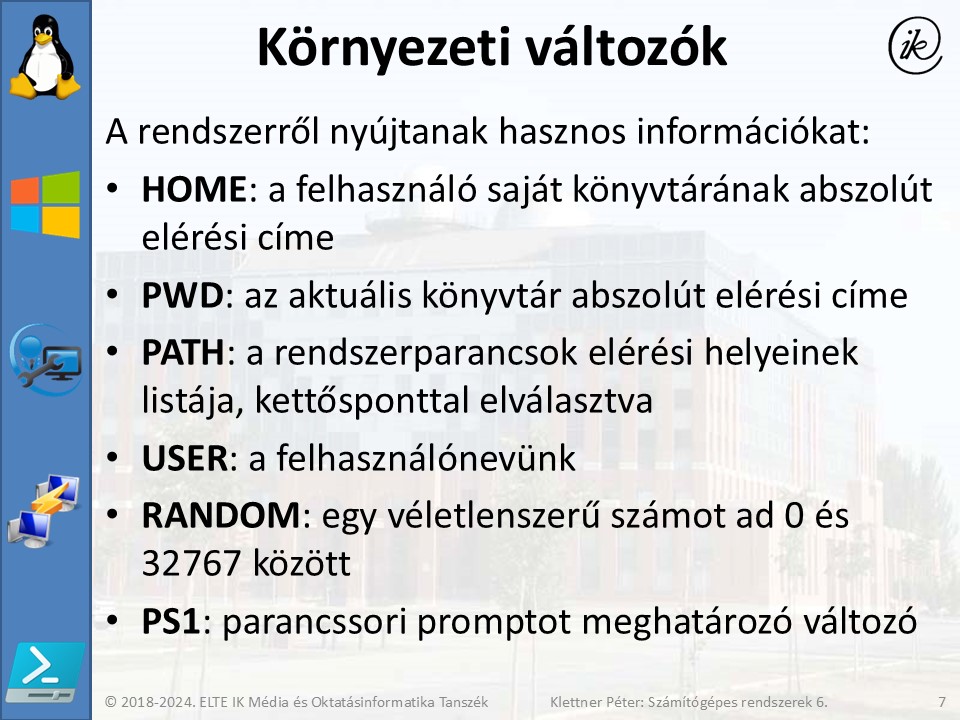 Környezeti változók
ik
A rendszerről nyújtanak hasznos információkat:
• HOME: a felhasználó saját könyvtárának abszolút
elérési címe
• PWD: az aktuális könyvtár abszolút elérési címe
• PATH: a rendszerparancsok elérési helyeinek
listája, kettősponttal elválasztva
• USER: a felhasználónevünk
• RANDOM: egy véletlenszerű számot ad 0 és
32767 között
• PS1: parancssori promptot meghatározó változó
© 2018-2024. ELTE IK Média és Oktatásinformatika Tanszék Klettner Péter: Számítógépes rendszerek 6. 7